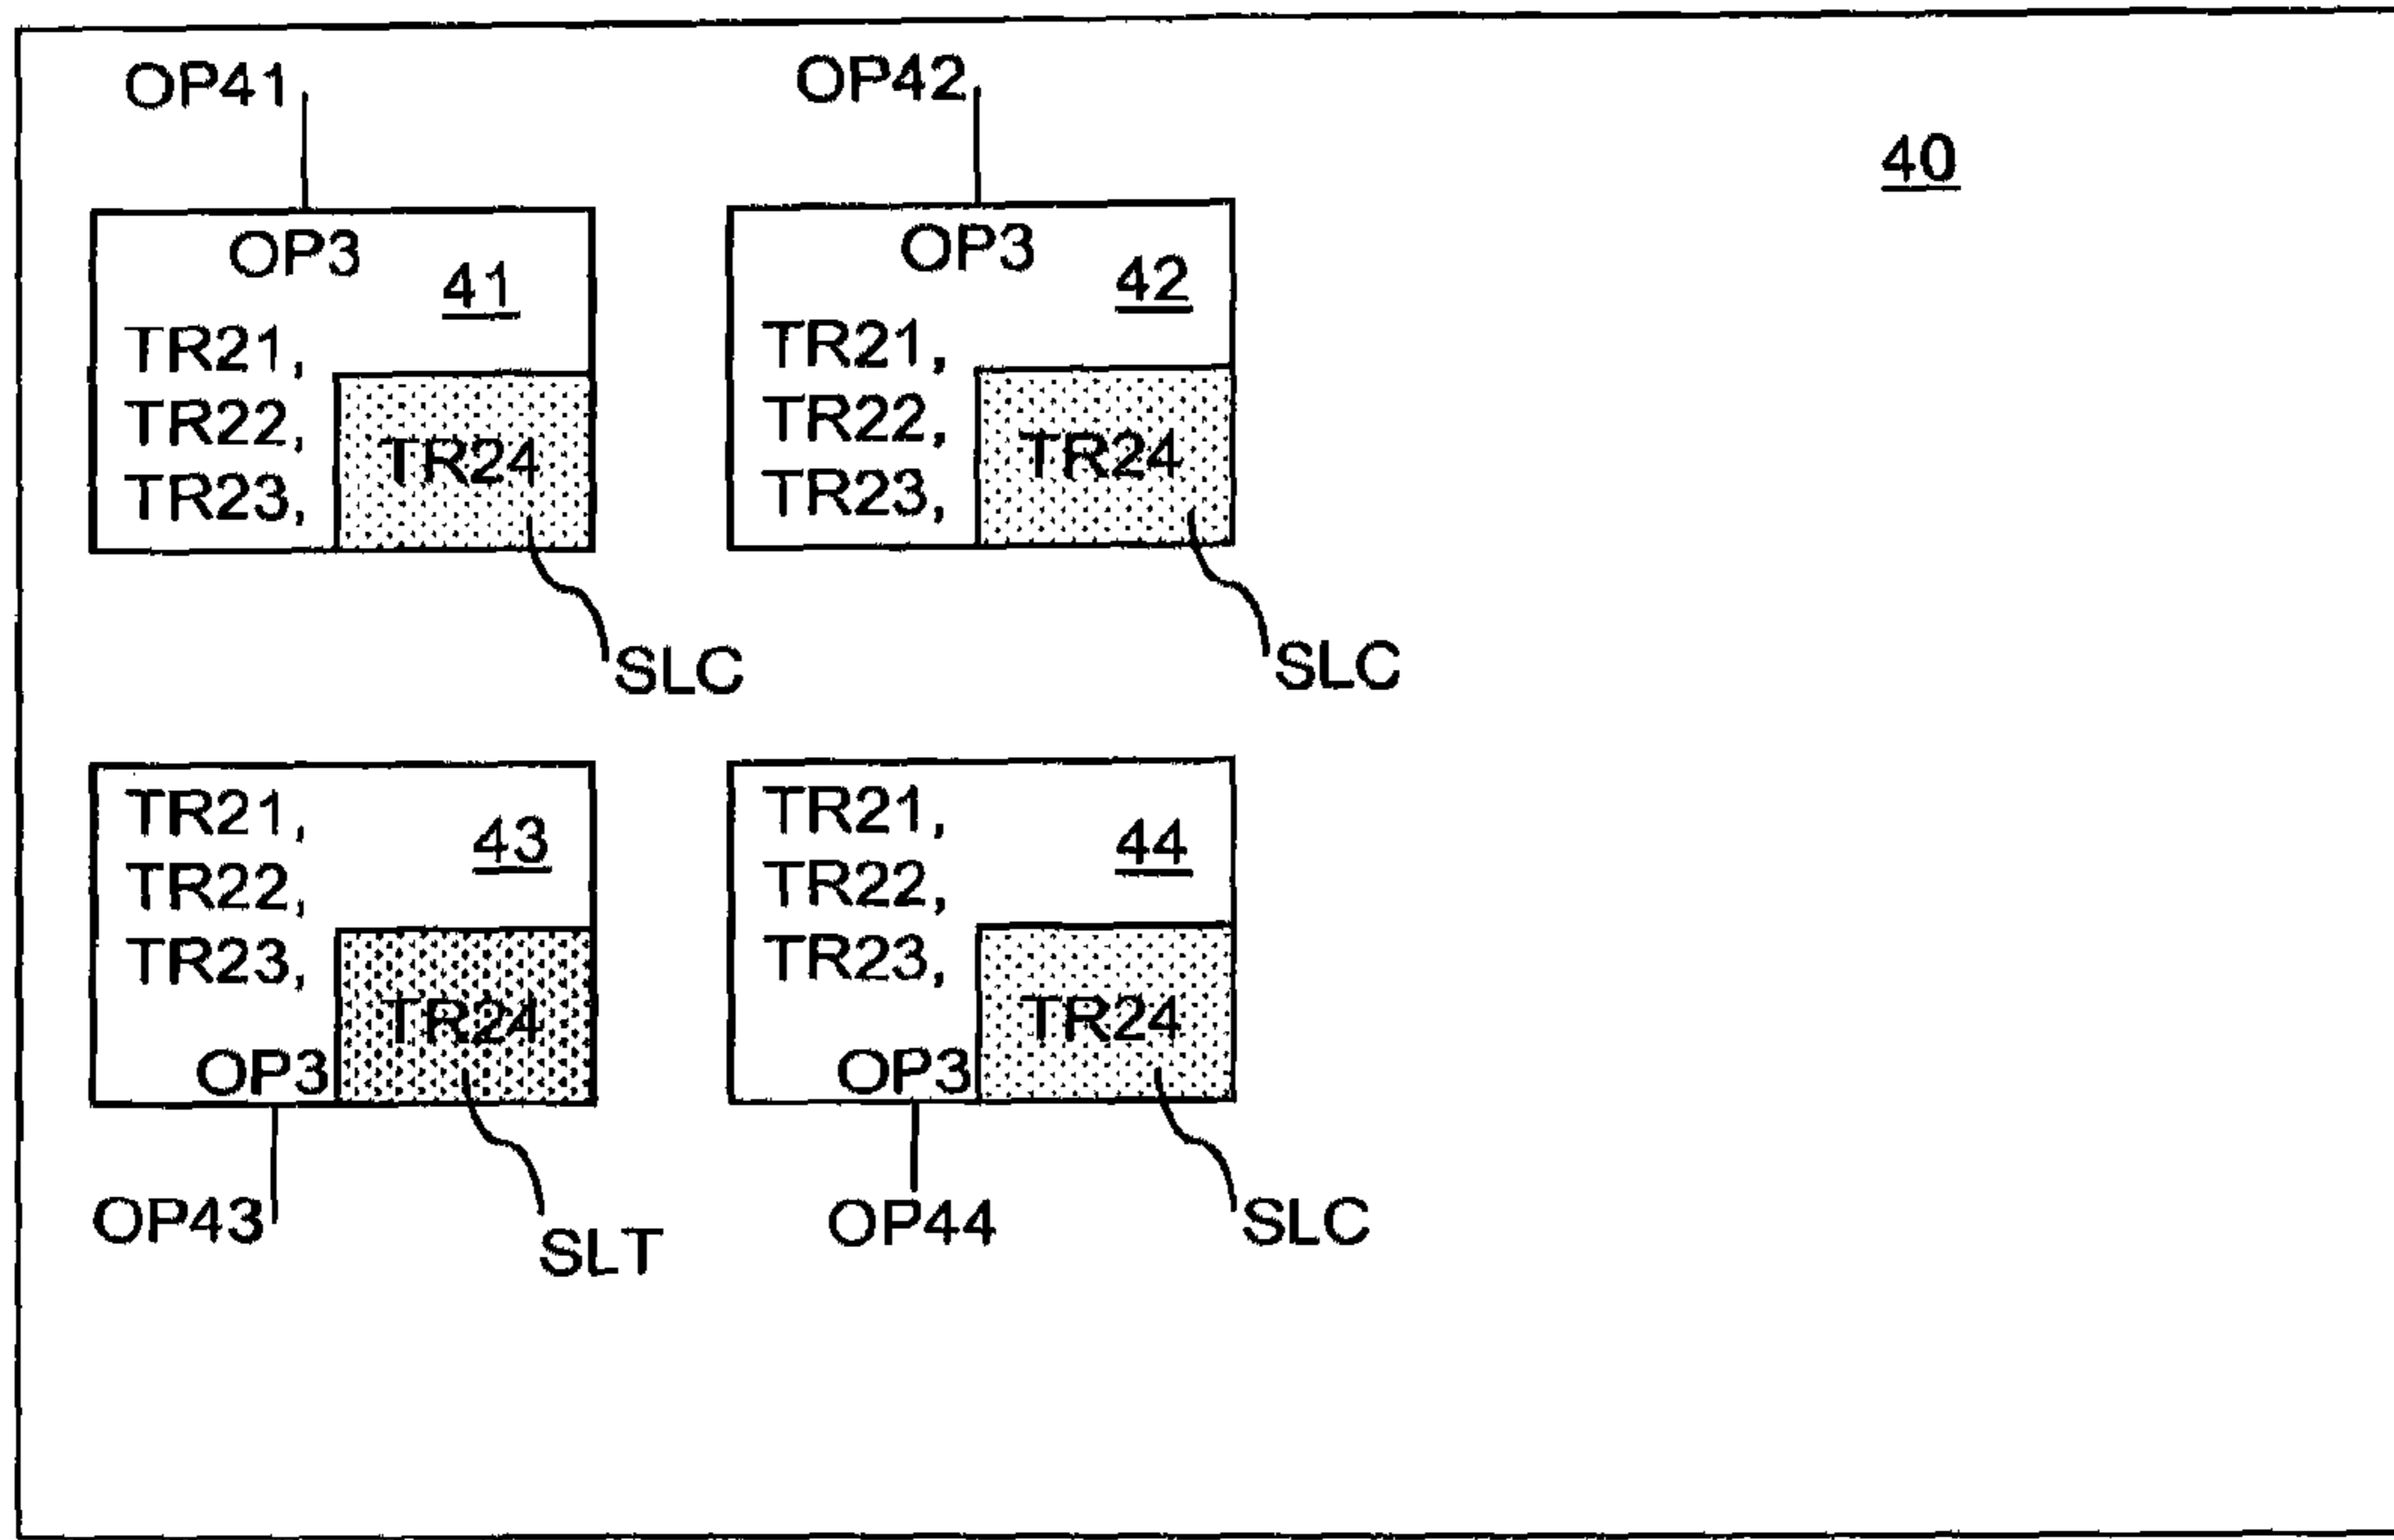 OP41
OP42
40
OP3
41
TR21,
TR22,
TR23,
TR24
SLC
OP3
42
TR21,
TR22,
TR23,
TR24
SLC
TR21,
TR22,
TR23,
43
TR24
OP3
OP43
SLT
TR21,
TR22,
TR23,
44
TR24
OP3
OP44
SLC